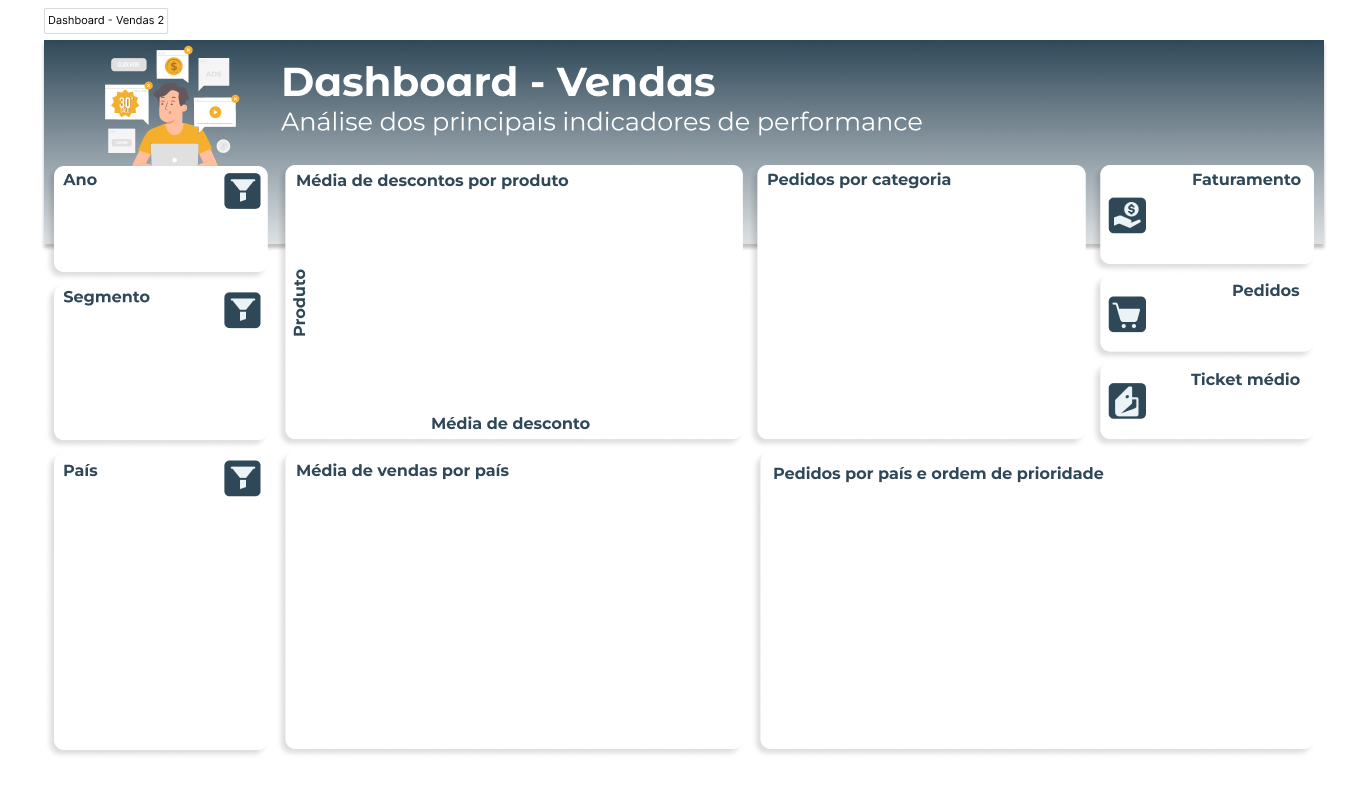 Dashboard - Vendas 2
Dashboard - Vendas
Análise dos principais indicadores de performance
$
ADS
30
Ano
Média de descontos por produto
Pedidos por categoria
Faturamento
$
Segmento
Produto
Pedidos
Ticket médio
Média de desconto
País
Média de vendas por país
Pedidos por país e ordem de prioridade